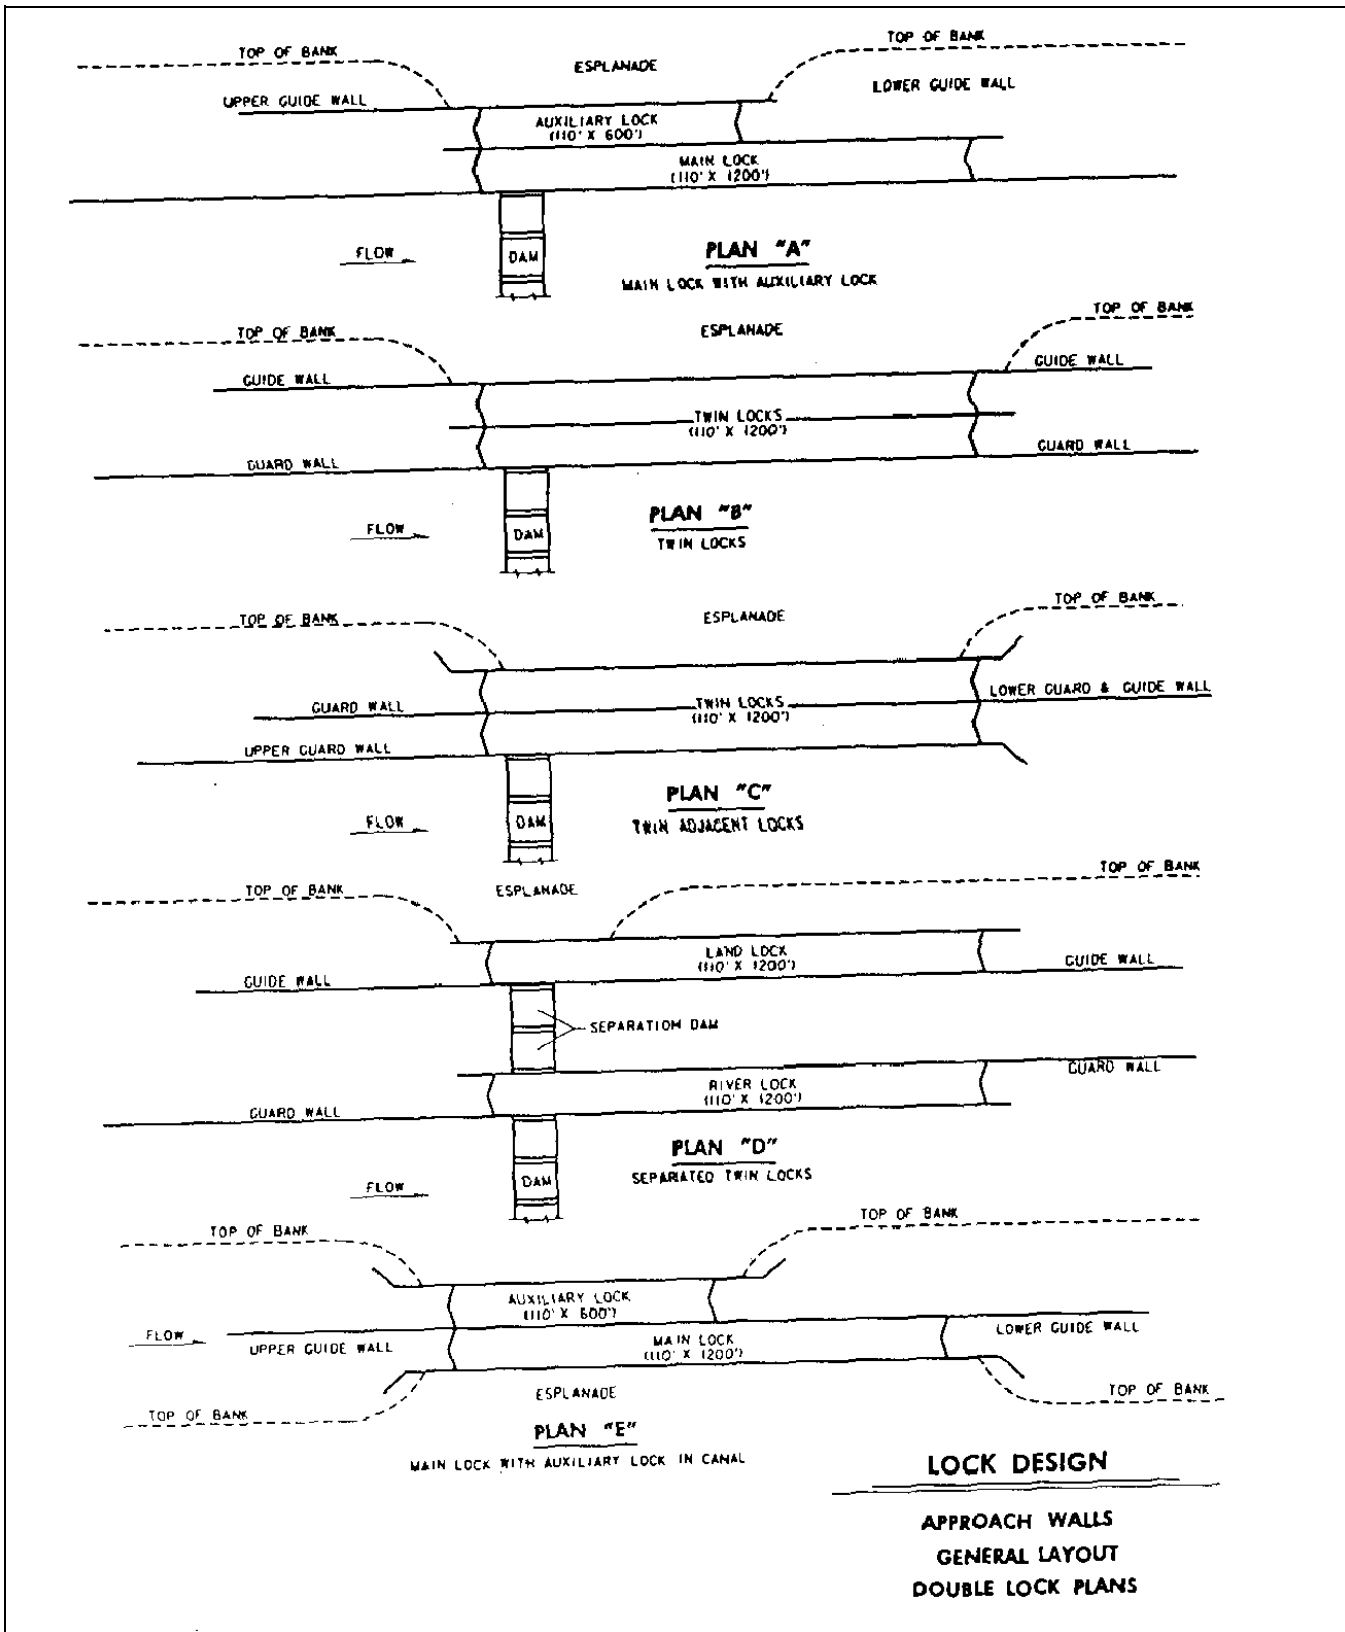 TOP OF BANK
TOP OF BANK
ESPLANADE
UPPER GUIDE WALL
LOWER GUIDE WALL
AUXILIARY LOCK
(110' X 600')
MAIN LOCK
(110' X 1200')
FLOW
DAM
PLAN "A"
MAIN LOCK WITH AUXILIARY LOCK
TOP OF BANK
ESPLANADE
TOP OF BANK
GUIDE WALL
GUIDE WALL
TWIN LOCKS
(110' X 1200')
GUARD WALL
GUARD WALL
FLOW
DAM
PLAN "B"
TWIN LOCKS
TOP OF BANK
ESPLANADE
TOP OF BANK
GUARD WALL
TWIN LOCKS
(110' X 1200')
LOWER GUARD & GUIDE WALL
UPPER GUARD WALL
FLOW
DAM
PLAN "C"
TWIN ADJACENT LOCKS
TOP OF BANK
ESPLANADE
TOP OF BANK
LAND LOCK
(110' X 1200')
GUIDE WALL
GUIDE WALL
SEPARATION DAM
RIVER LOCK
(110' X 1200')
GUARD WALL
GUARD WALL
FLOW
DAM
PLAN "D"
SEPARATED TWIN LOCKS
TOP OF BANK
TOP OF BANK
AUXILIARY LOCK
(110' X 600')
FLOW
UPPER GUIDE WALL
MAIN LOCK
(110' X 1200')
LOWER GUIDE WALL
TOP OF BANK
ESPLANADE
TOP OF BANK
PLAN "E"
MAIN LOCK WITH AUXILIARY LOCK IN CANAL
LOCK DESIGN
APPROACH WALLS
GENERAL LAYOUT
DOUBLE LOCK PLANS